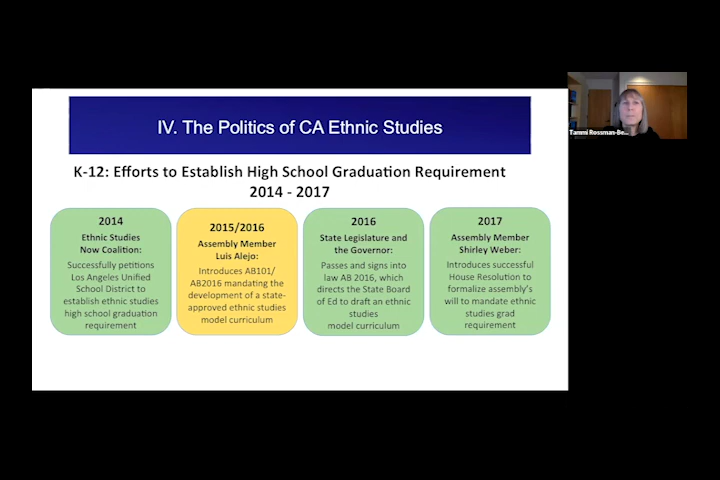 IV. The Politics of CA Ethnic Studies
K-12: Efforts to Establish High School Graduation Requirement
2014 - 2017
2014
Ethnic Studies
Now Coalition:
Successfully petitions
Los Angeles Unified
School District to
establish ethnic studies
high school graduation
requirement
2015/2016
Assembly Member
Luis Alejo:
Introduces AB101/
AB2016 mandating the
development of a state-
approved ethnic studies
model curriculum
2016
State Legislature and
the Governor:
Passes and signs into
law AB 2016, which
directs the State Board
of Ed to draft an ethnic
studies
model curriculum
2017
Assembly Member
Shirley Weber:
Introduces successful
House Resolution to
formalize assembly's
will to mandate ethnic
studies grad
requirement
Tammi Rossman-Be...